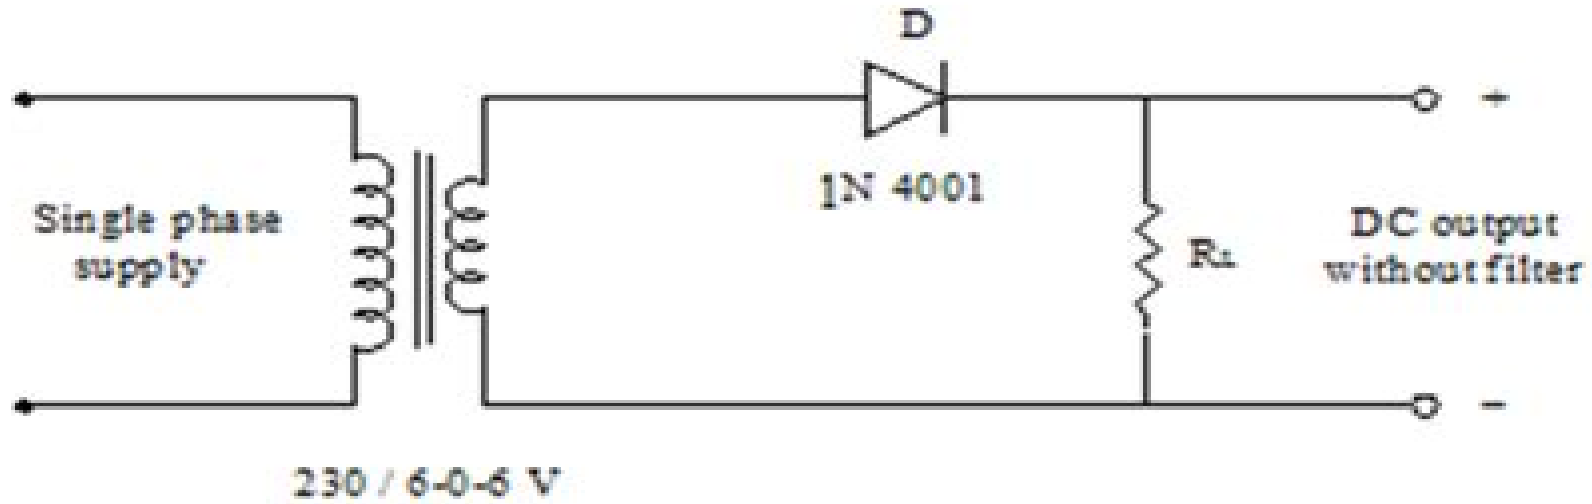 D
+
1N 4001
Single phase
supply
RL
DC output
without filter
-
230 / 6-0-6 V